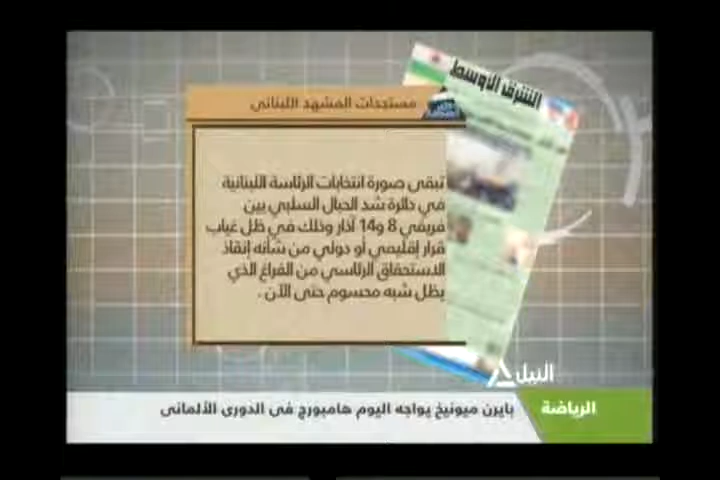 الشرق الاوسط
مستجدات المشهد اللبنانى
تبقى صورة انتخابات الرئاسة اللبنانية
في دائرة شد الحبال السلبي بين
فريقي 8 و14 آذار وذلك في ظل غياب
قرار إقليمي أو دولي من شأنه إنقاذ
الاستحقاق الرئاسي من الفراغ الذي
يظل شبه محسوم حتى الآن .
النيل
الرياضة
بايرن ميونيخ يواجه اليوم هامبورج فى الدورى الألمانى